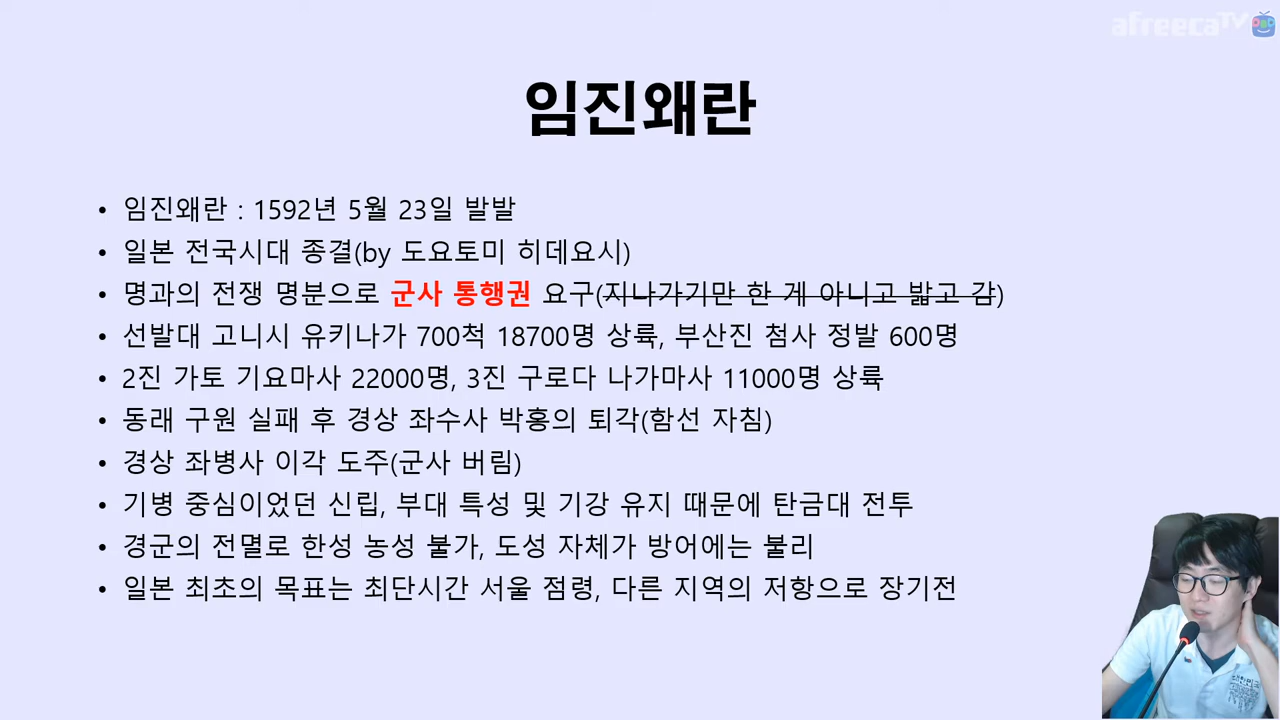 afreecaTV
임진왜란
• 임진왜란 : 1592년 5월 23일 발발
• 일본 전국시대 종결(by 도요토미 히데요시)
• 명과의 전쟁 명분으로 군사 통행권 요구(지나가기만 한 게 아니고 밟고 감)
• 선발대 고니시 유키나가 700척 18700명 상륙, 부산진 첨사 정발 600명
• 2진 가토 기요마사 22000명, 3진 구로다 나가마사 11000명 상륙
• 동래 구원 실패 후 경상 좌수사 박홍의 퇴각(함선 자침)
• 경상 좌병사 이각 도주(군사 버림)
• 기병 중심이었던 신립, 부대 특성 및 기강 유지 때문에 탄금대 전투
• 경군의 전멸로 한성 농성 불가, 도성 자체가 방어에는 불리
• 일본 최초의 목표는 최단시간 서울 점령, 다른 지역의 저항으로 장기전
대한민국